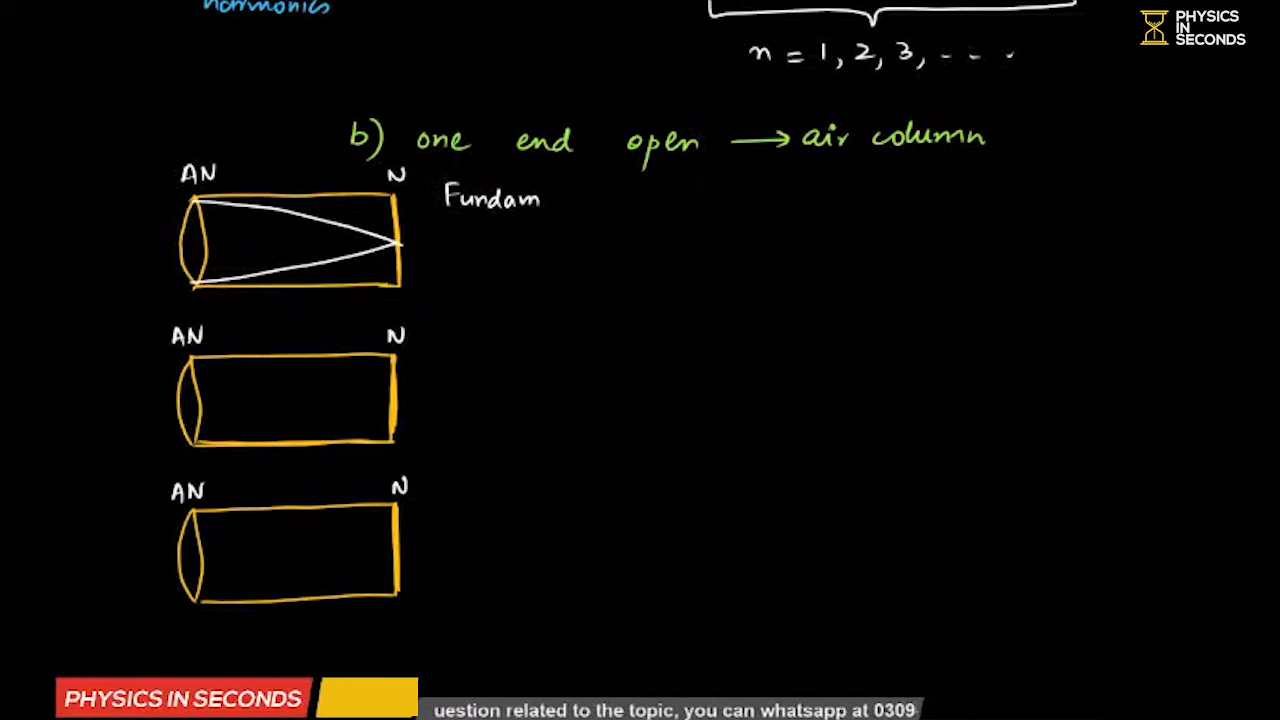 harmonics
PHYSICS
IN
SECONDS
n = 1, 2, 3, - - -
b) one end open → air column
AN N
Fundam
AN N
AN N
PHYSICS IN SECONDS
uestion related to the topic, you can whatsapp at 0309